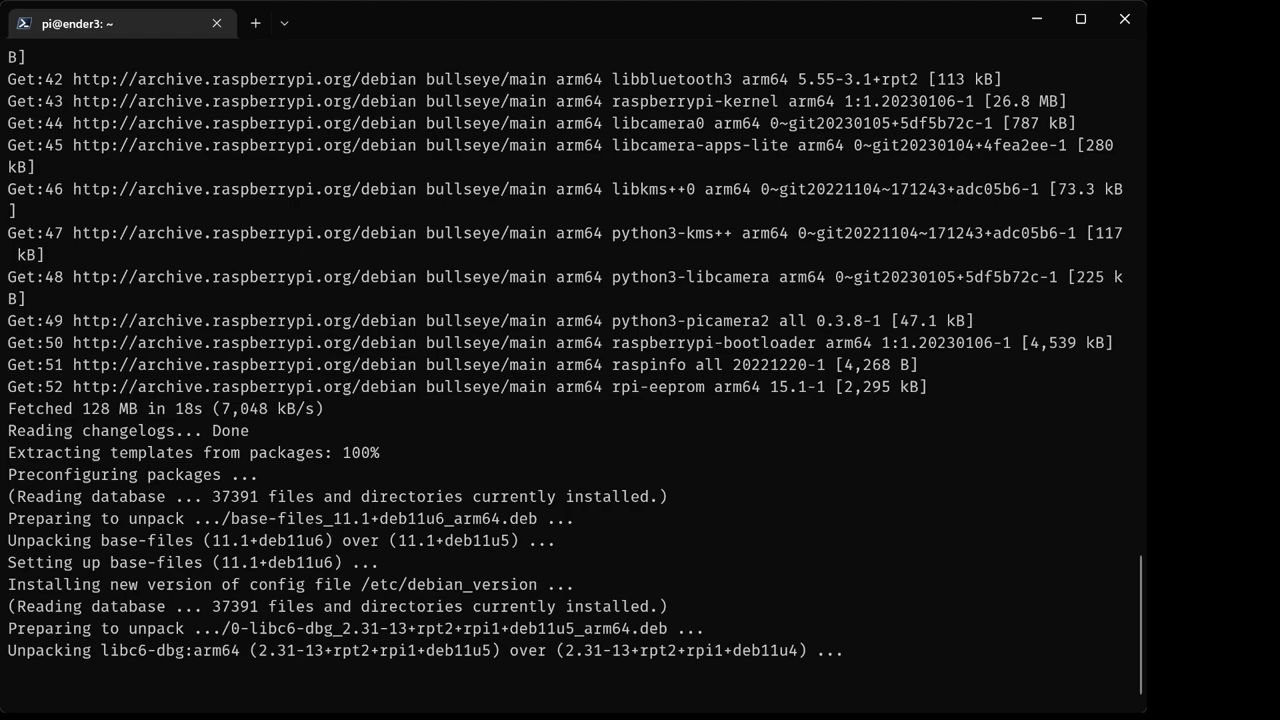 pi@ender3: ~
B]
Get:42 http://archive.raspberrypi.org/debian bullseye/main arm64 libbluetooth3 arm64 5.55-3.1+rpt2 [113 kB]
Get:43 http://archive.raspberrypi.org/debian bullseye/main arm64 raspberrypi-kernel arm64 1:1.20230106-1 [26.8 MB]
Get:44 http://archive.raspberrypi.org/debian bullseye/main arm64 libcamera0 arm64 0~git20230105+5df5b72c-1 [787 kB]
Get:45 http://archive.raspberrypi.org/debian bullseye/main arm64 libcamera-apps-lite arm64 0~git20230104+4fea2ee-1 [280
kB]
Get:46 http://archive.raspberrypi.org/debian bullseye/main arm64 libkms++0 arm64 0~git20221104~171243+adc05b6-1 [73.3 kB
]
Get:47 http://archive.raspberrypi.org/debian bullseye/main arm64 python3-kms++ arm64 0~git20221104~171243+adc05b6-1 [117
 kB]
Get:48 http://archive.raspberrypi.org/debian bullseye/main arm64 python3-libcamera arm64 0~git20230105+5df5b72c-1 [225 k
B]
Get:49 http://archive.raspberrypi.org/debian bullseye/main arm64 python3-picamera2 all 0.3.8-1 [47.1 kB]
Get:50 http://archive.raspberrypi.org/debian bullseye/main arm64 raspberrypi-bootloader arm64 1:1.20230106-1 [4,539 kB]
Get:51 http://archive.raspberrypi.org/debian bullseye/main arm64 raspinfo all 20221220-1 [4,268 B]
Get:52 http://archive.raspberrypi.org/debian bullseye/main arm64 rpi-eeprom arm64 15.1-1 [2,295 kB]
Fetched 128 MB in 18s (7,048 kB/s)
Reading changelogs... Done
Extracting templates from packages: 100%
Preconfiguring packages ...
(Reading database ... 37391 files and directories currently installed.)
Preparing to unpack .../base-files_11.1+deb11u6_arm64.deb ...
Unpacking base-files (11.1+deb11u6) over (11.1+deb11u5) ...
Setting up base-files (11.1+deb11u6) ...
Installing new version of config file /etc/debian_version ...
(Reading database ... 37391 files and directories currently installed.)
Preparing to unpack .../0-libc6-dbg_2.31-13+rpt2+rpi1+deb11u5_arm64.deb ...
Unpacking libc6-dbg:arm64 (2.31-13+rpt2+rpi1+deb11u5) over (2.31-13+rpt2+rpi1+deb11u4) ...